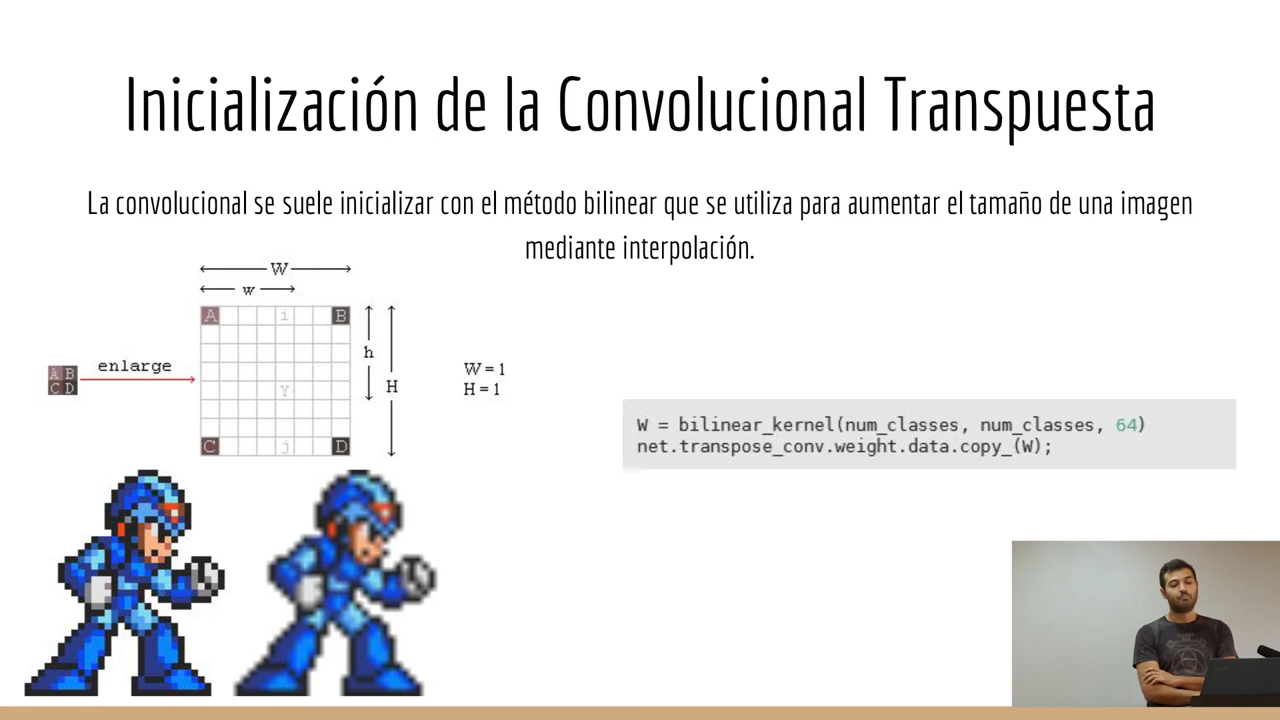 Inicialización de la Convolucional Transpuesta
La convolucional se suele inicializar con el método bilinear que se utiliza para aumentar el tamaño de una imagen
mediante interpolación.
W
w
A i B
h
enlarge
A B
C D
Y
H
W = 1
H = 1
C j D
W = bilinear_kernel(num_classes, num_classes, 64)
net.transpose_conv.weight.data.copy_(W);